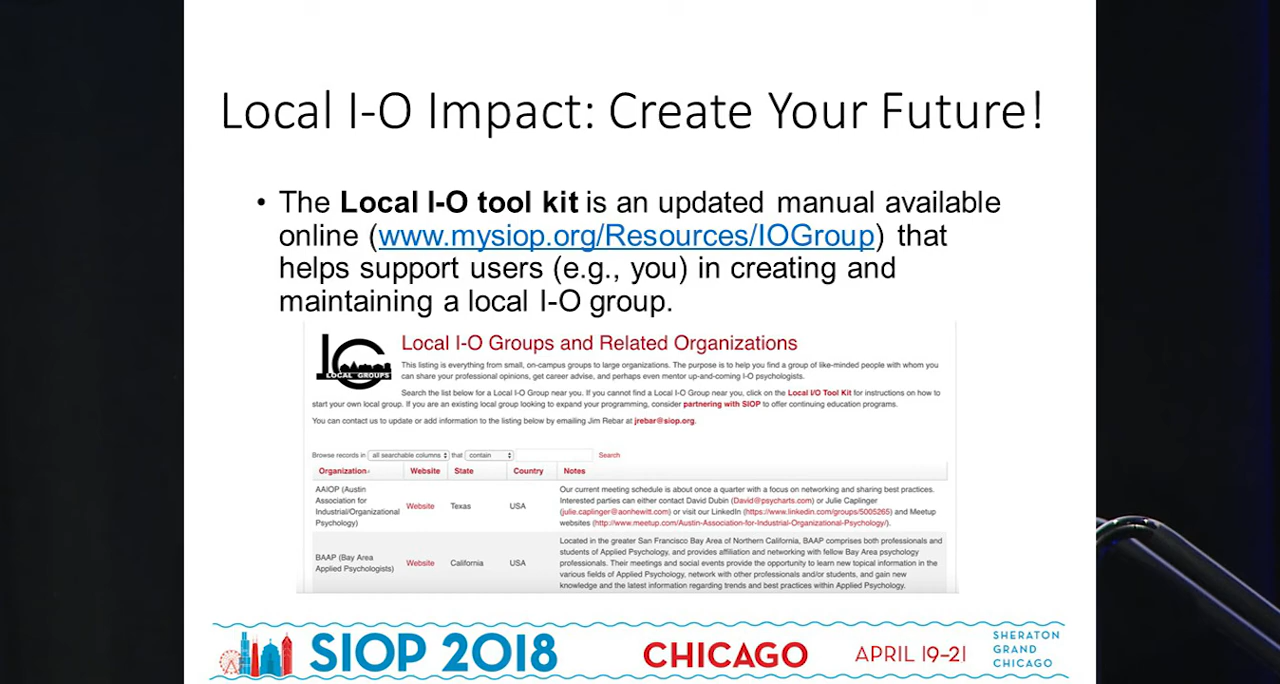 Local I-O Impact: Create Your Future!
• The Local I-O tool kit is an updated manual available
online (www.mysiop.org/Resources/IOGroup) that
helps support users (e.g., you) in creating and
maintaining a local I-O group.
IO
LOCAL GROUPS
Local I-O Groups and Related Organizations
This listing is everything from small, on-campus groups to large organizations. The purpose is to help you find a group of like-minded people with whom you
can share your professional opinions, get career advise, and perhaps even mentor up-and-coming I-O psychologists.
Search the list below for a Local I-O Group near you. If you cannot find a Local I-O Group near you, click on the Local I/O Tool Kit for instructions on how to
start your own local group. If you are an existing local group looking to expand your programming, consider partnering with SIOP to offer continuing education programs.
You can contact us to update or add information to the listing below by emailing Jim Rebar at jrebar@siop.org.
Browse records in all searchable columns that contain Search
Organization Website State Country Notes
AAIOP (Austin
Association for
Industrial/Organizational
Psychology)
Website
Texas
USA
Our current meeting schedule is about once a quarter with a focus on networking and sharing best practices.
Interested parties can either contact David Dubin (David@psycharts.com) or Julie Caplinger
(julie.caplinger@aonhewitt.com) or visit our LinkedIn (https://www.linkedin.com/groups/5005265) and Meetup
websites (http://www.meetup.com/Austin-Association-for-Industrial-Organizational-Psychology/).
BAAP (Bay Area
Applied Psychologists)
Website
California
USA
Located in the greater San Francisco Bay Area of Northern California, BAAP comprises both professionals and
students of Applied Psychology, and provides affiliation and networking with fellow Bay Area psychology
professionals. Their meetings and social events provide the opportunity to learn new topical information in the
various fields of Applied Psychology, network with other professionals and/or students, and gain new
knowledge and the latest information regarding trends and best practices within Applied Psychology.
SIOP 2018
CHICAGO
APRIL 19–21
SHERATON
GRAND
CHICAGO